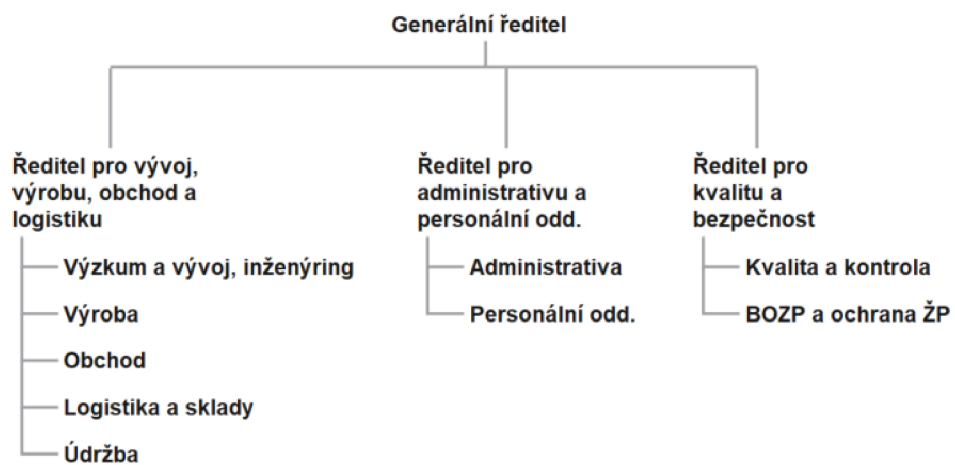 Generální ředitel
Ředitel pro vývoj,
výrobu, obchod a
logistiku
Výzkum a vývoj, inženýring
Výroba
Obchod
Logistika a sklady
Údržba
Ředitel pro
administrativu a
personální odd.
Administrativa
Personální odd.
Ředitel pro
kvalitu a
bezpečnost
Kvalita a kontrola
BOZP a ochrana ŽP